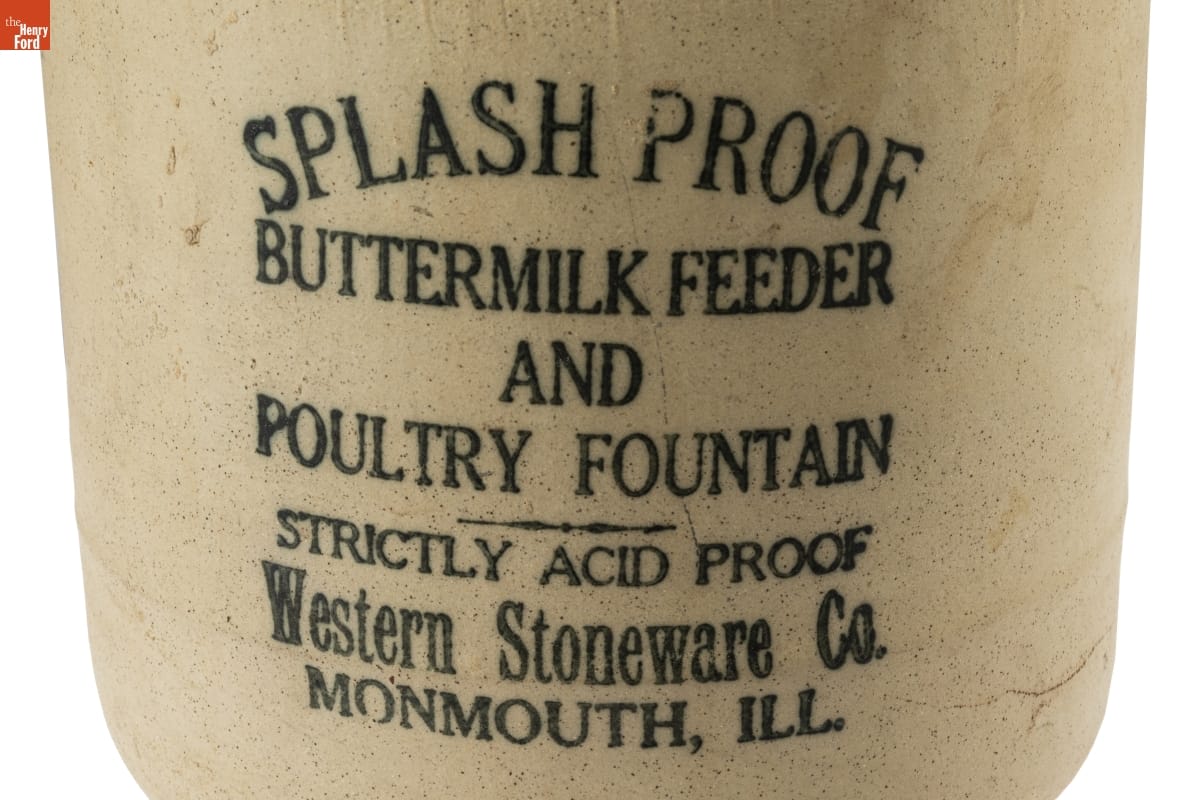 the
Henry
Ford
SPLASH PROOF
BUTTERMILK FEEDER
AND
POULTRY FOUNTAIN
STRICTLY ACID PROOF
Western Stoneware Co.
MONMOUTH, ILL.